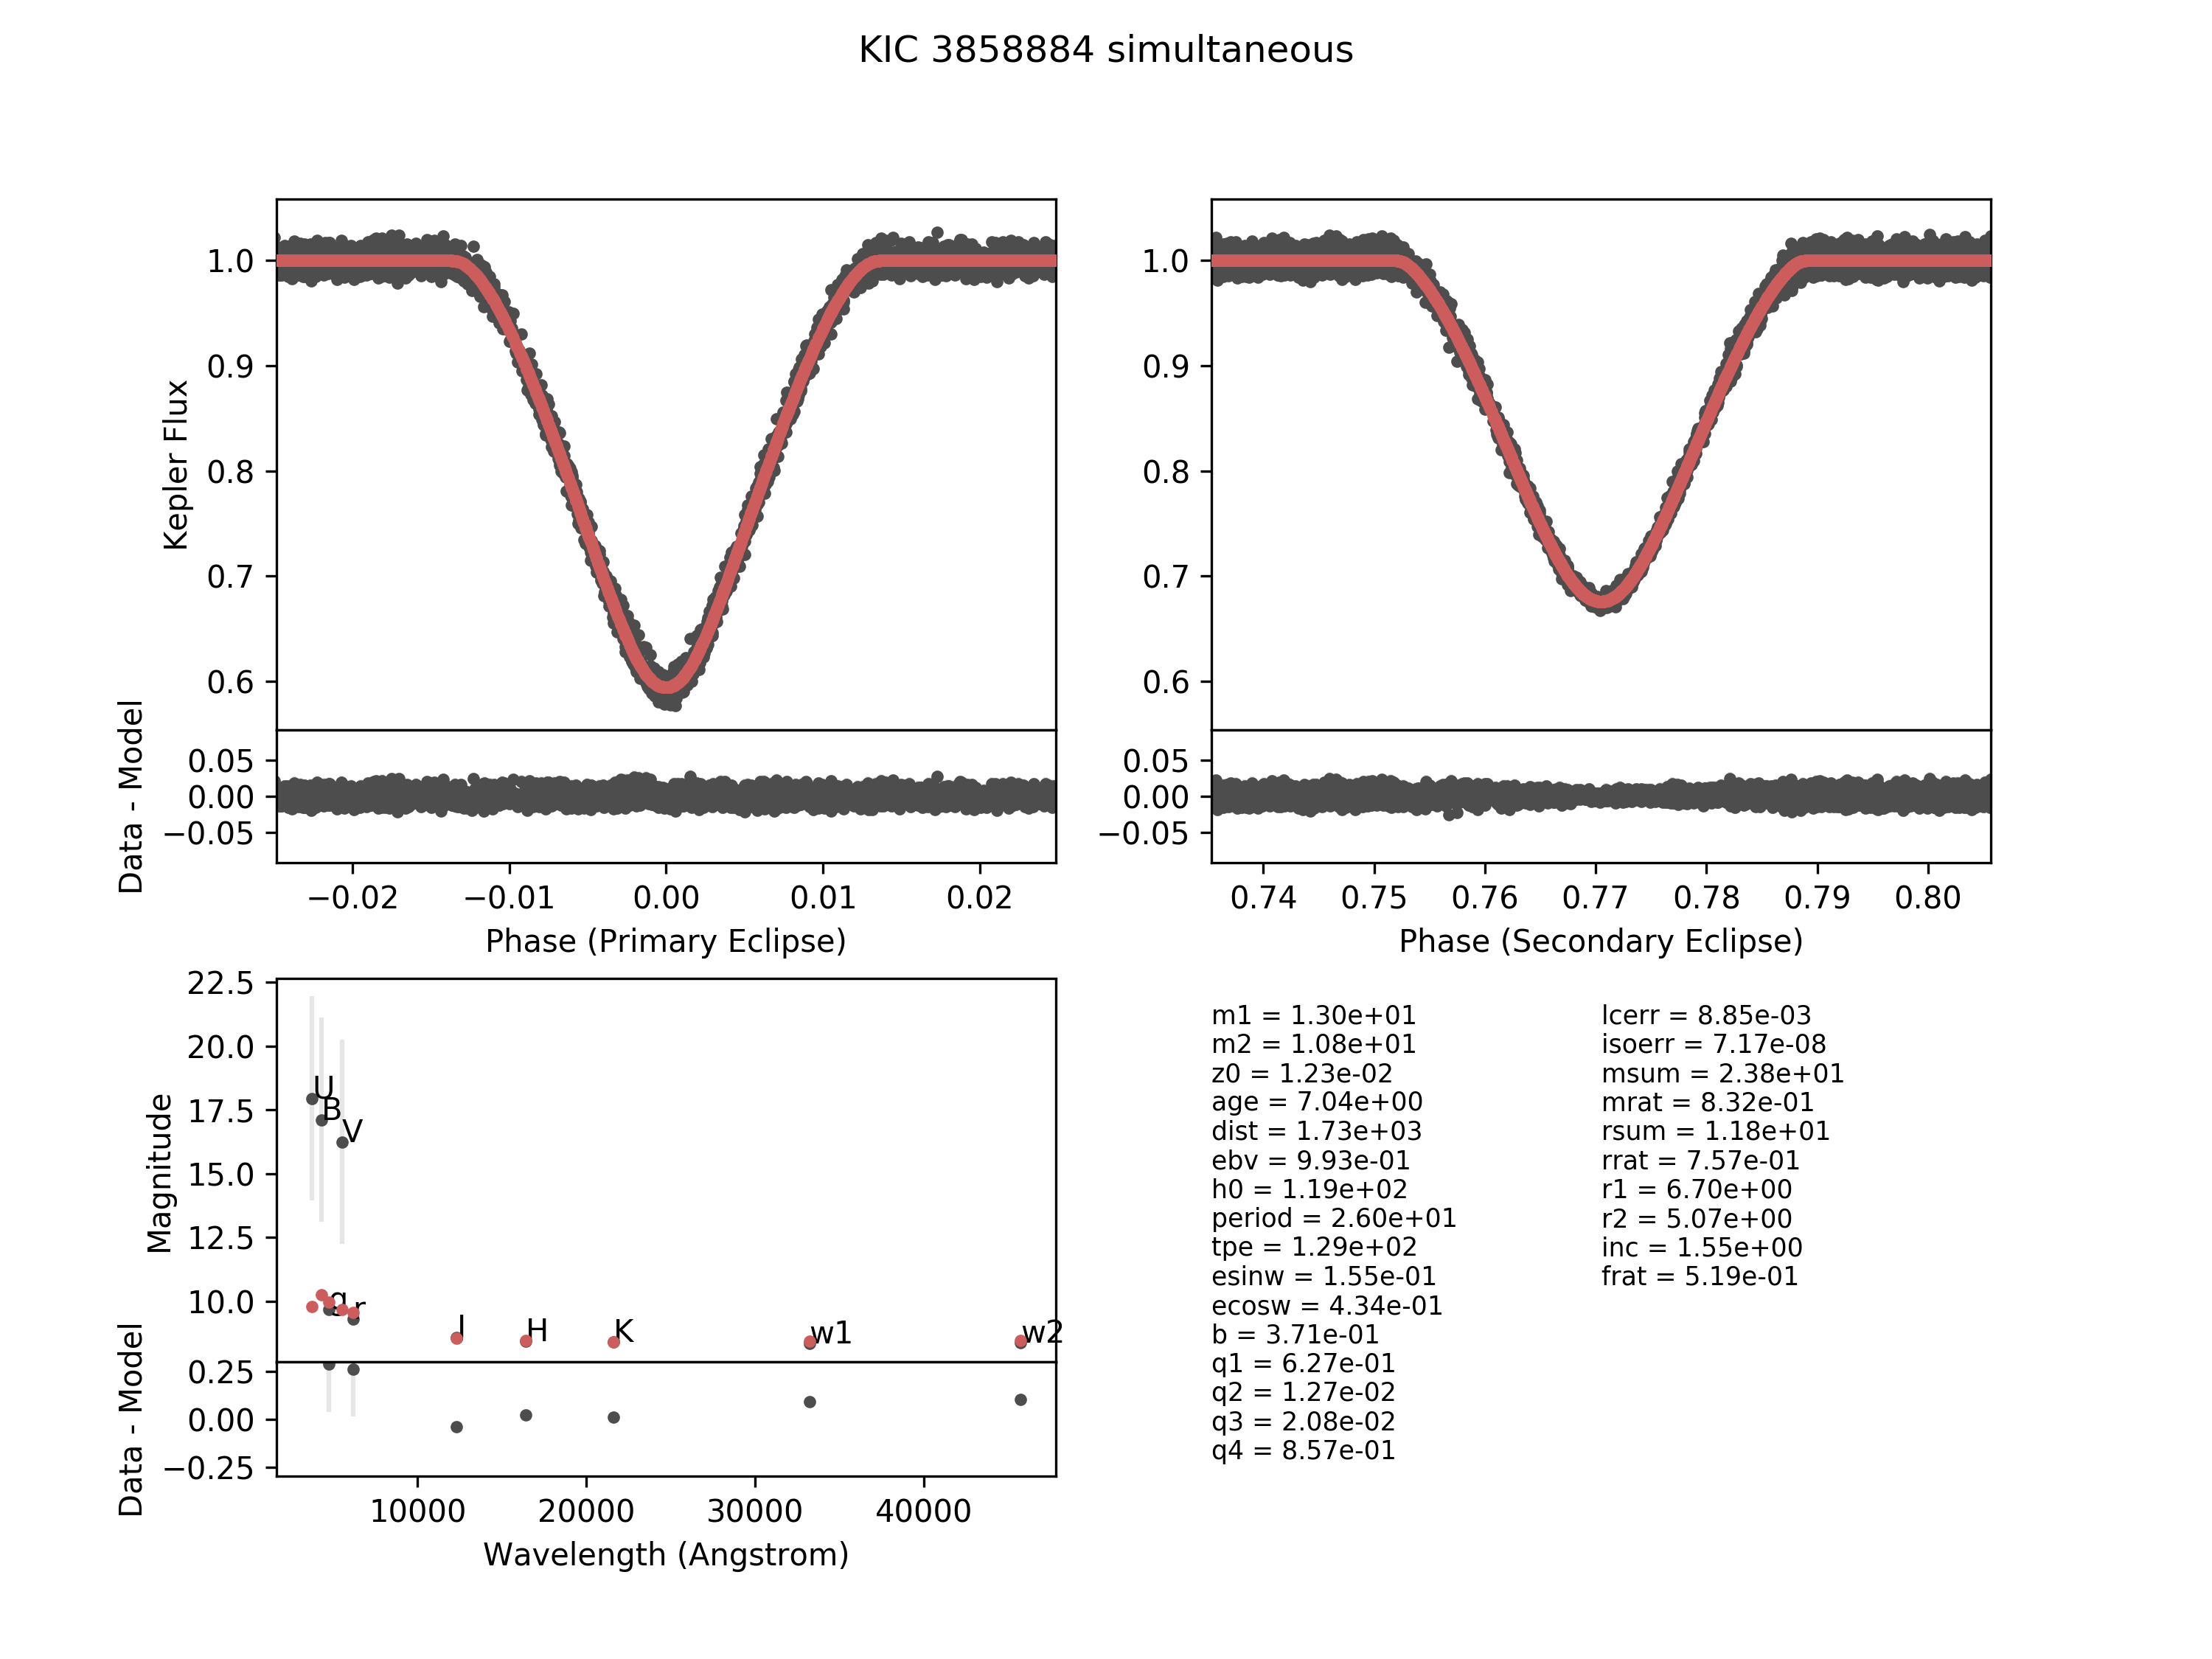 KIC 3858884 simultaneous
Kepler Flux
1.0
0.9
0.8
0.7
0.6
1.0
0.9
0.8
0.7
0.6
Data - Model
0.05
0.00
−0.05
0.05
0.00
−0.05
−0.02 −0.01 0.00 0.01 0.02
Phase (Primary Eclipse)
0.74 0.75 0.76 0.77 0.78 0.79 0.80
Phase (Secondary Eclipse)
Magnitude
22.5
20.0
17.5
15.0
12.5
10.0
U
B
V
g
r
J
H
K
w1
w2
Data - Model
0.25
0.00
−0.25
10000 20000 30000 40000
Wavelength (Angstrom)
m1 = 1.30e+01
m2 = 1.08e+01
z0 = 1.23e-02
age = 7.04e+00
dist = 1.73e+03
ebv = 9.93e-01
h0 = 1.19e+02
period = 2.60e+01
tpe = 1.29e+02
esinw = 1.55e-01
ecosw = 4.34e-01
b = 3.71e-01
q1 = 6.27e-01
q2 = 1.27e-02
q3 = 2.08e-02
q4 = 8.57e-01
lcerr = 8.85e-03
isoerr = 7.17e-08
msum = 2.38e+01
mrat = 8.32e-01
rsum = 1.18e+01
rrat = 7.57e-01
r1 = 6.70e+00
r2 = 5.07e+00
inc = 1.55e+00
frat = 5.19e-01